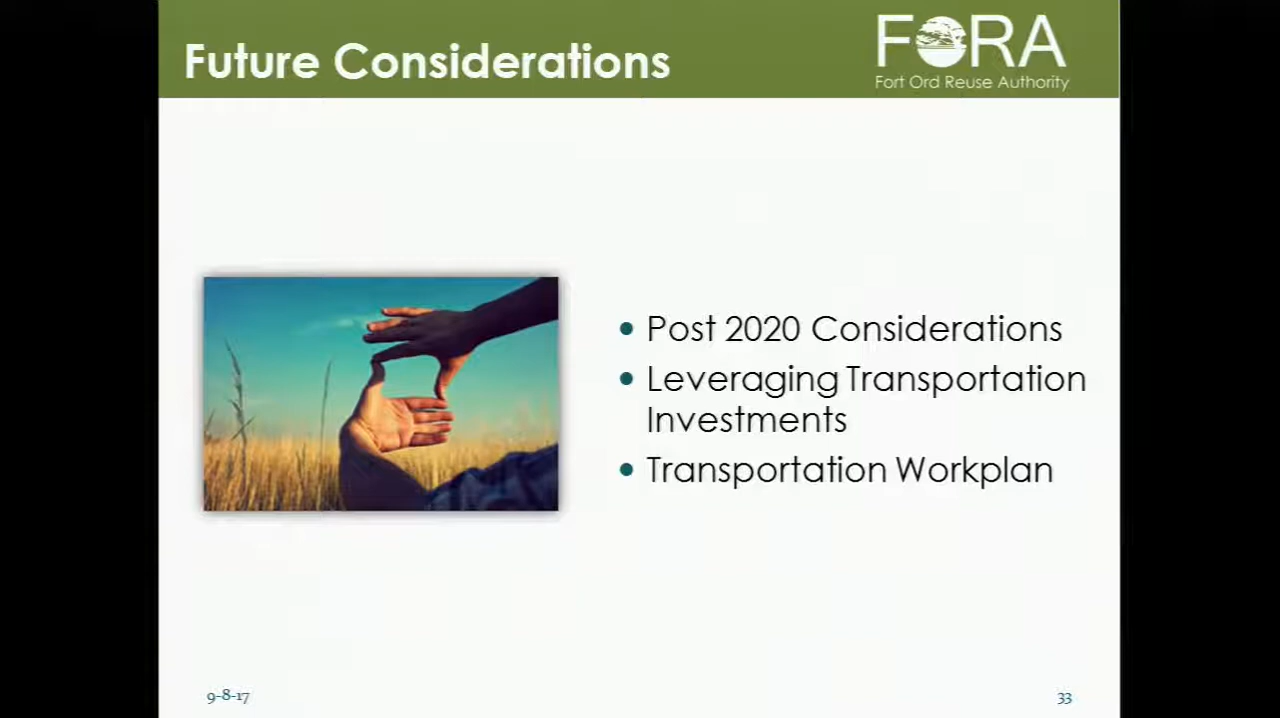 Future Considerations
FORA
Fort Ord Reuse Authority
• Post 2020 Considerations
• Leveraging Transportation
Investments
• Transportation Workplan
9-8-17
33